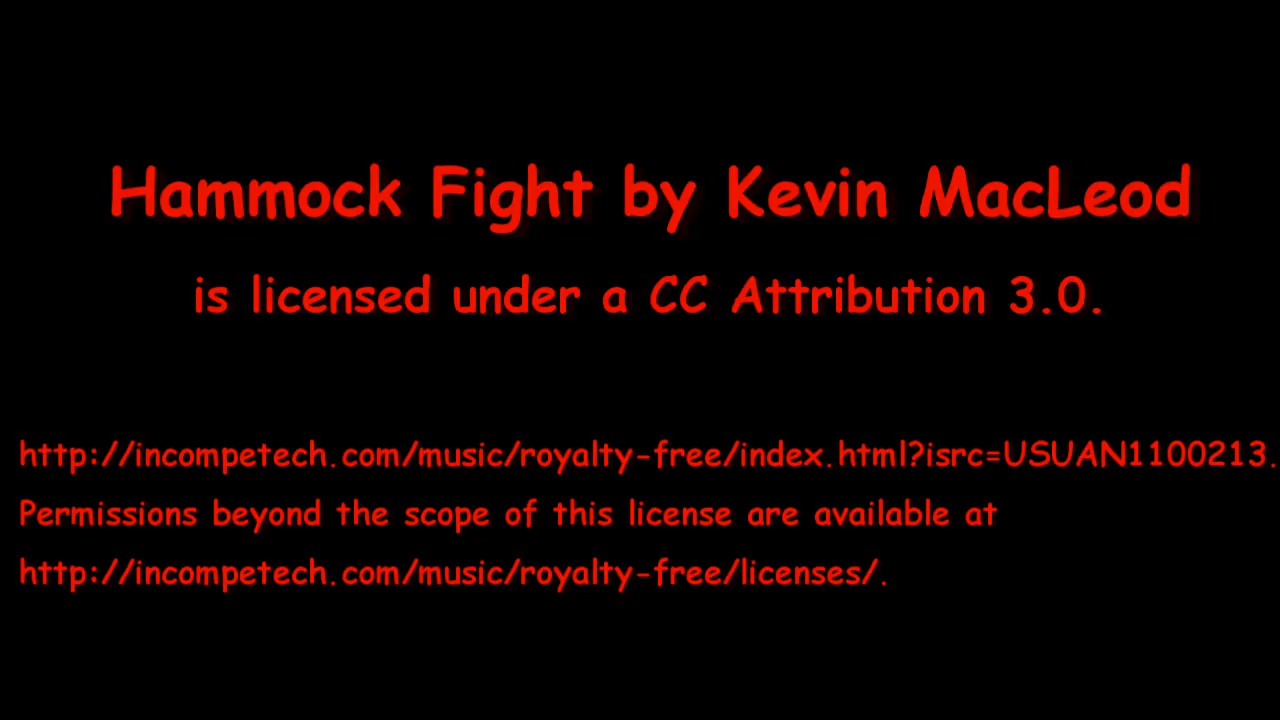 Hammock Fight by Kevin MacLeod
is licensed under a CC Attribution 3.0.
http://incompetech.com/music/royalty-free/index.html?isrc=USUAN1100213.
Permissions beyond the scope of this license are available at
http://incompetech.com/music/royalty-free/licenses/.